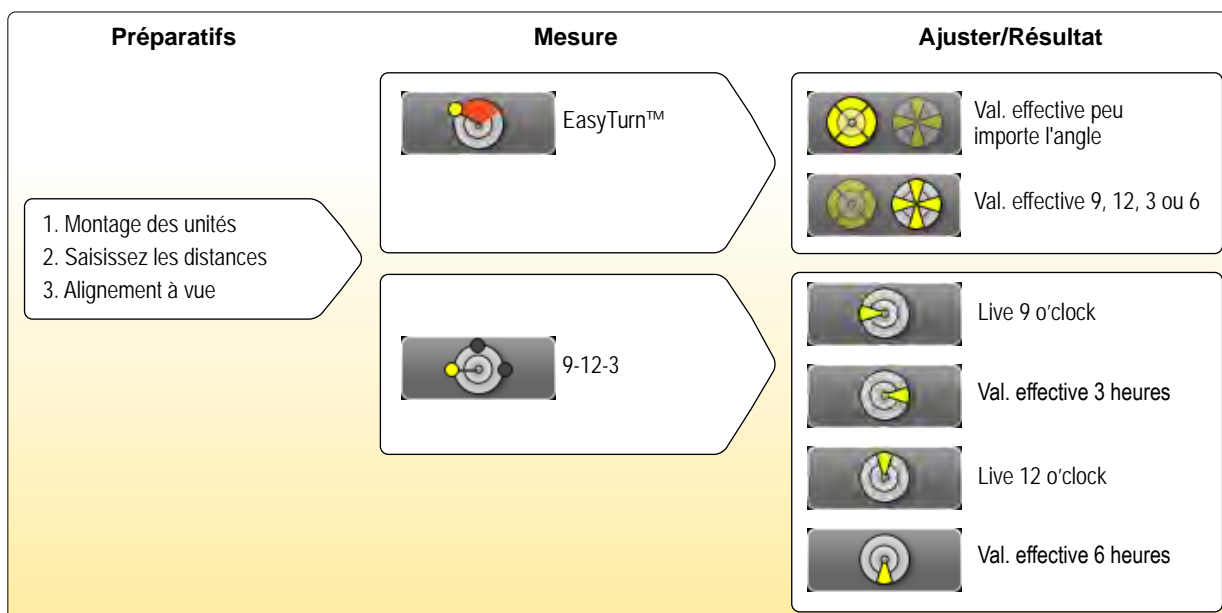 Préparatifs
Mesure
Ajuster/Résultat
1. Montage des unités
2. Saisissez les distances
3. Alignement à vue
EasyTurn™
9-12-3
Val. effective peu
importe l'angle
Val. effective 9, 12, 3 ou 6
Live 9 o’clock
Val. effective 3 heures
Live 12 o’clock
Val. effective 6 heures